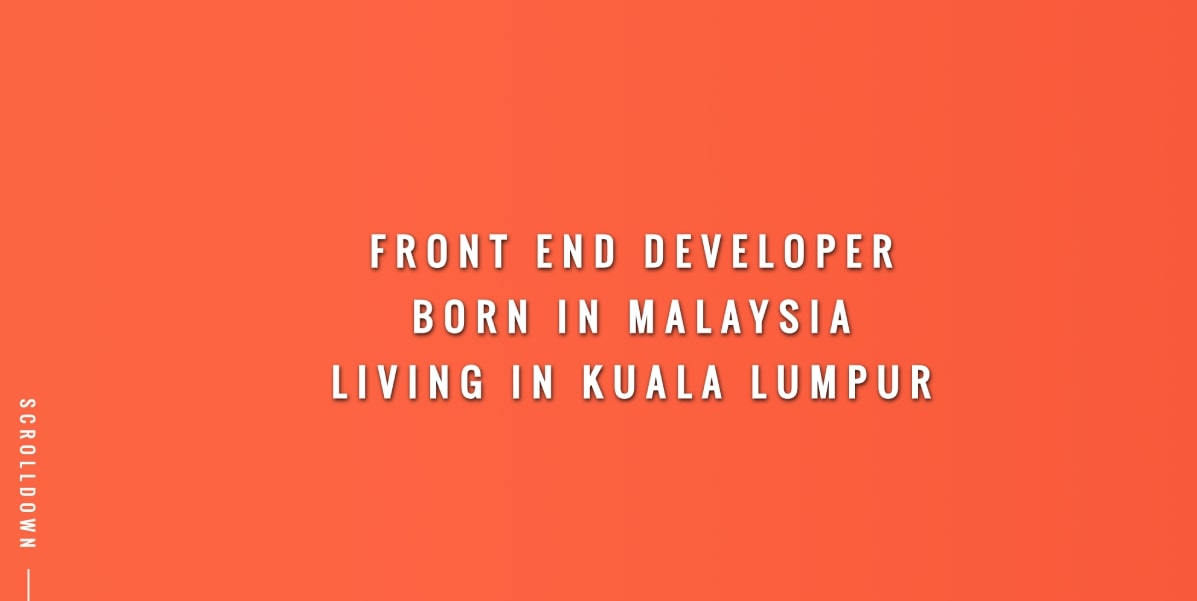 FRONT END DEVELOPER
BORN IN MALAYSIA
LIVING IN KUALA LUMPUR
SCROLLDOWN